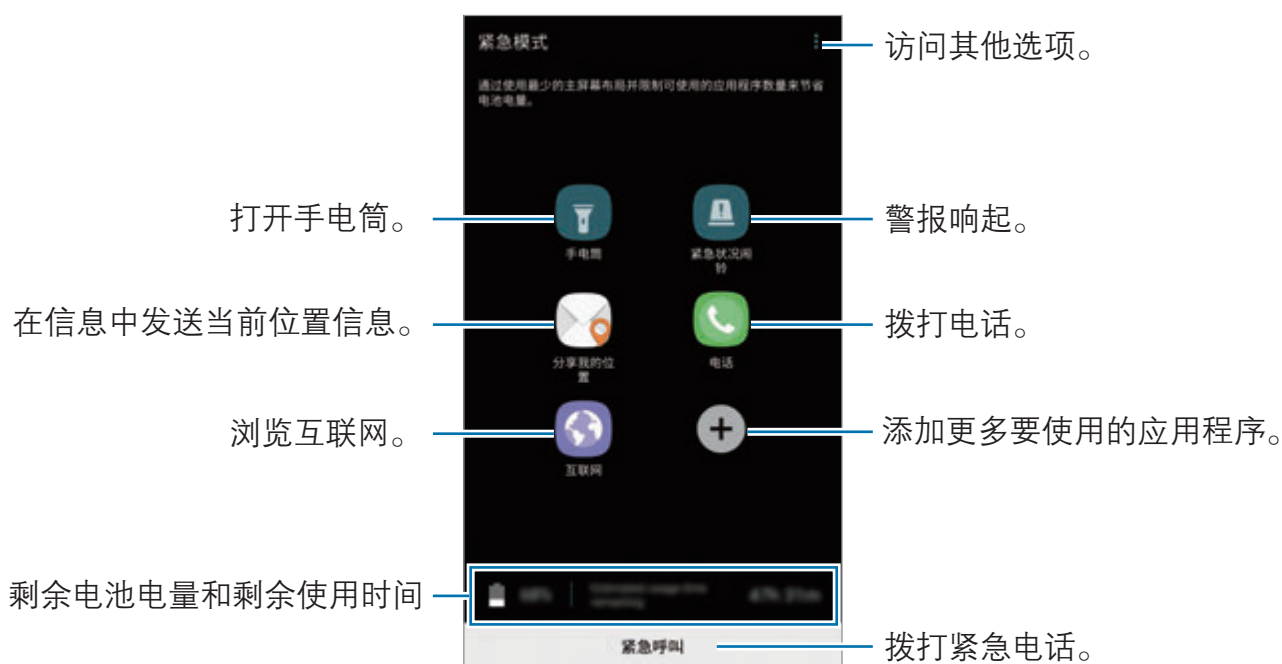 紧急模式
访问其他选项。
通过使用最少的主屏幕布局并限制可使用的应用程序数量来节省
电池电量。
打开手电筒。
手电筒
紧急状况闹
铃
警报响起。
在信息中发送当前位置信息。
分享我的位
置
电话
拨打电话。
浏览互联网。
互联网
添加更多要使用的应用程序。
剩余电池电量和剩余使用时间
紧急呼叫
拨打紧急电话。